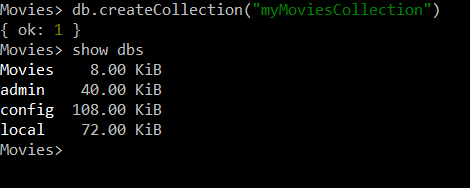 Movies> db.createCollection("myMoviesCollection")
{ ok: 1 }
Movies> show dbs
Movies    8.00 KiB
admin    40.00 KiB
config  108.00 KiB
local    72.00 KiB
Movies>